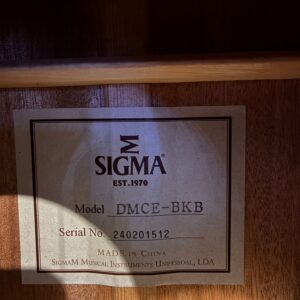 SIGMA
EST. 1970
Model DMCE-BKB
Serial No. 240201512
MADE IN CHINA
SIGMAM MUSICAL INSTRUMENTS UNIPESSOAL, LDA